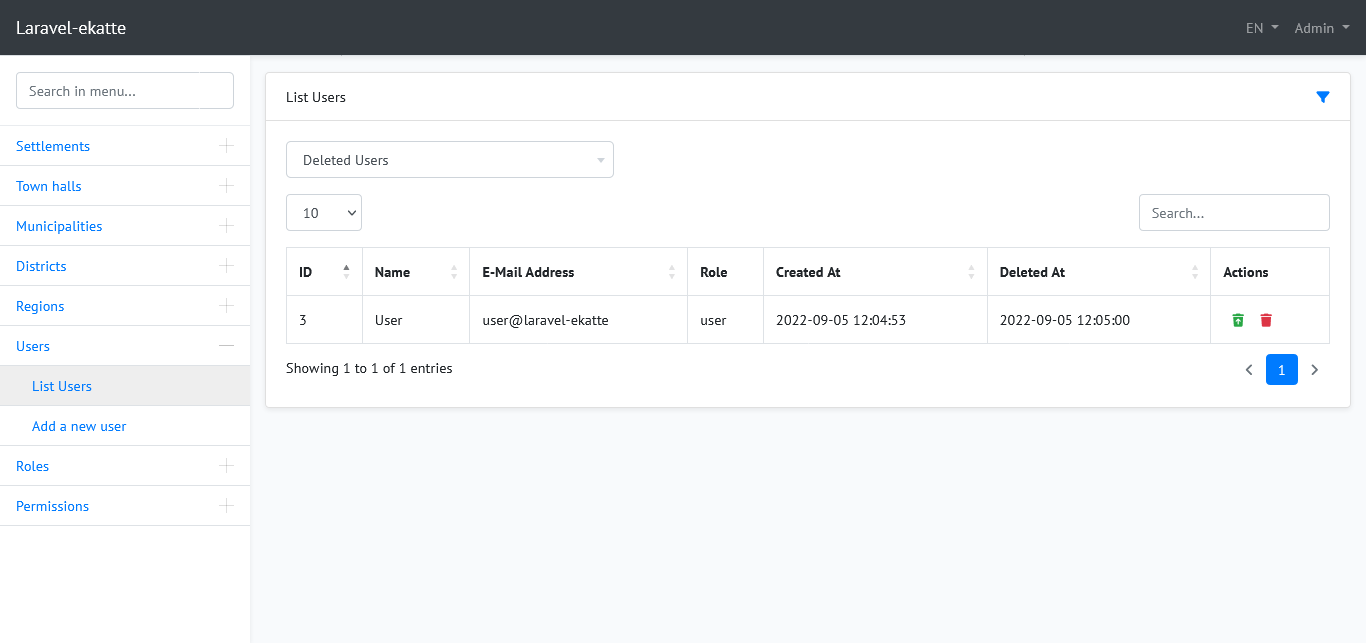 Laravel-ekatte
EN Admin
Search in menu...
Settlements
Town halls
Municipalities
Districts
Regions
Users
List Users
Add a new user
Roles
Permissions
List Users
Deleted Users
10 Search...
ID Name E-Mail Address Role Created At Deleted At Actions
3 User user@laravel-ekatte user 2022-09-05 12:04:53 2022-09-05 12:05:00
Showing 1 to 1 of 1 entries 1